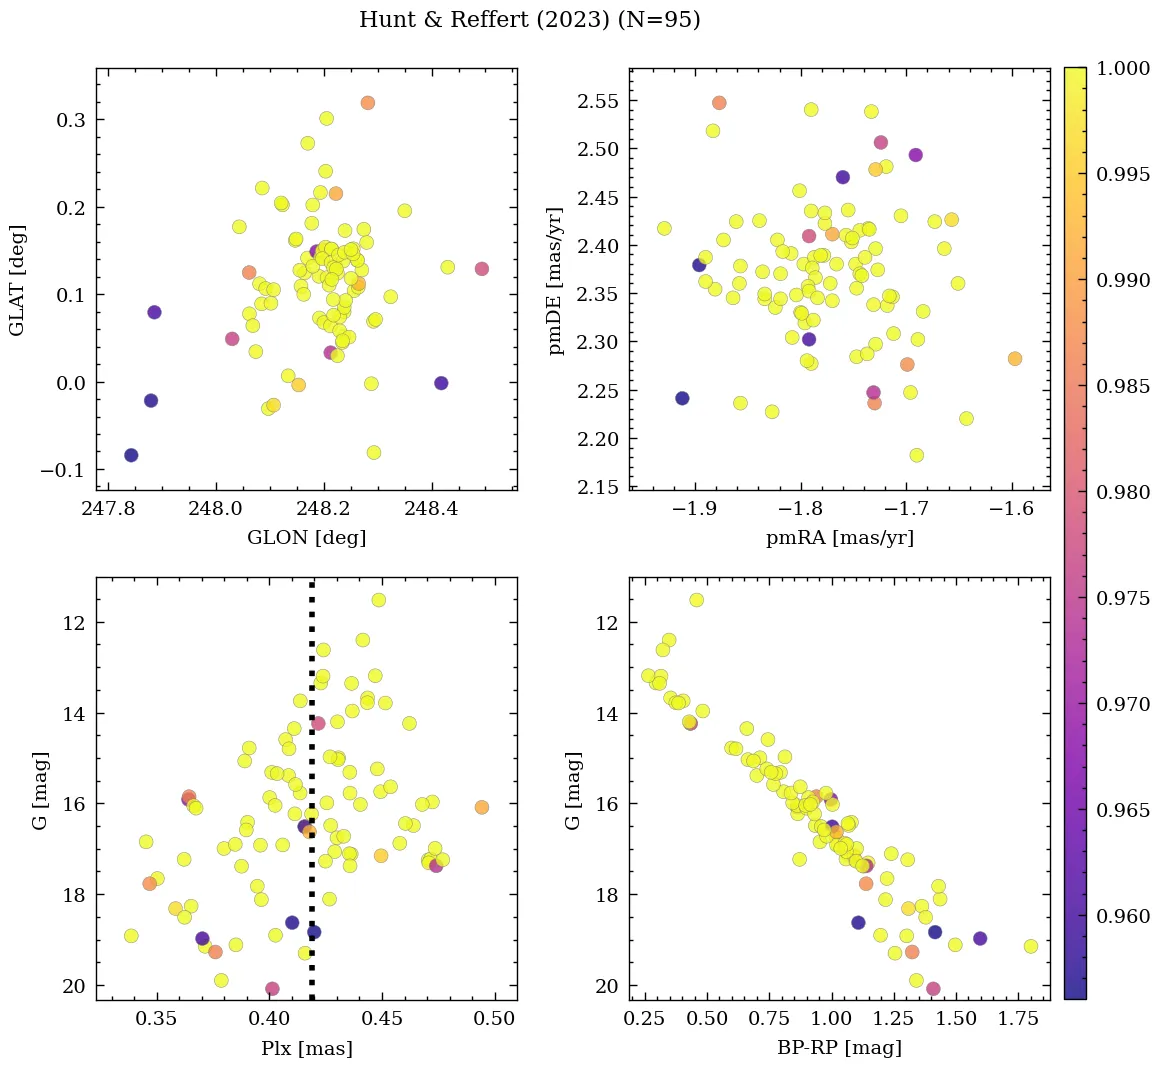 Hunt & Reffert (2023) (N=95)
0.3
0.2
0.1
0.0
−0.1
GLAT [deg]
247.8 248.0 248.2 248.4
GLON [deg]
2.55
2.50
2.45
2.40
2.35
2.30
2.25
2.20
2.15
pmDE [mas/yr]
−1.9 −1.8 −1.7 −1.6
pmRA [mas/yr]
12
14
16
18
20
G [mag]
0.35 0.40 0.45 0.50
Plx [mas]
12
14
16
18
20
G [mag]
0.25 0.50 0.75 1.00 1.25 1.50 1.75
BP-RP [mag]
1.000
0.995
0.990
0.985
0.980
0.975
0.970
0.965
0.960